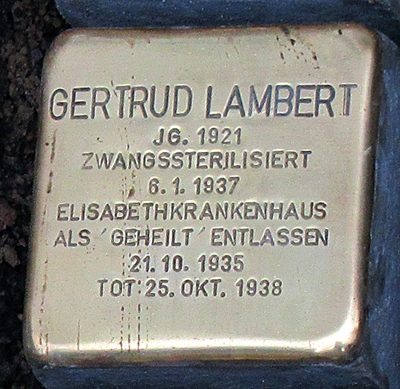 GERTRUD LAMBERT
JG. 1921
ZWANGSSTERILISIERT
6. 1. 1937
ELISABETHKRANKENHAUS
ALS ´GEHEILT´ ENTLASSEN
21. 10. 1935
TOT 25. OKT. 1938